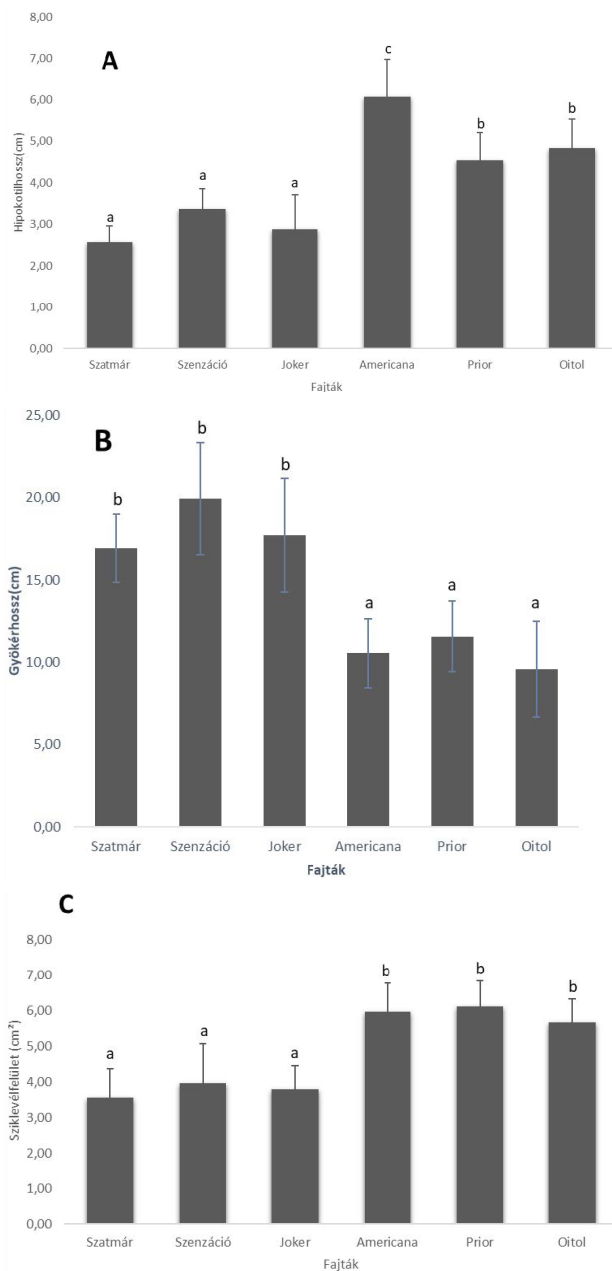 A
8,00
7,00
6,00
5,00
4,00
3,00
2,00
1,00
0,00
Hipokotilhossz(cm)
a a a c b b
Szatmár Szenzáció Joker Americana Prior Oitol
Fajták
B
25,00
20,00
15,00
10,00
5,00
0,00
Gyökérhossz(cm)
b b b a a a
Szatmár Szenzáció Joker Americana Prior Oitol
Fajták
C
8,00
7,00
6,00
5,00
4,00
3,00
2,00
1,00
0,00
Sziklevélfelület (cm²)
a a a b b b
Szatmár Szenzáció Joker Americana Prior Oitol
Fajták